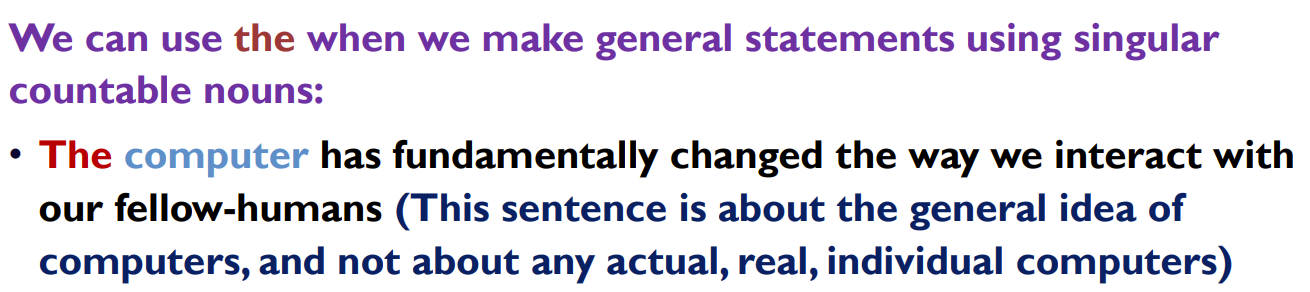 We can use the when we make general statements using singular
countable nouns:
• The computer has fundamentally changed the way we interact with
our fellow-humans (This sentence is about the general idea of
computers, and not about any actual, real, individual computers)